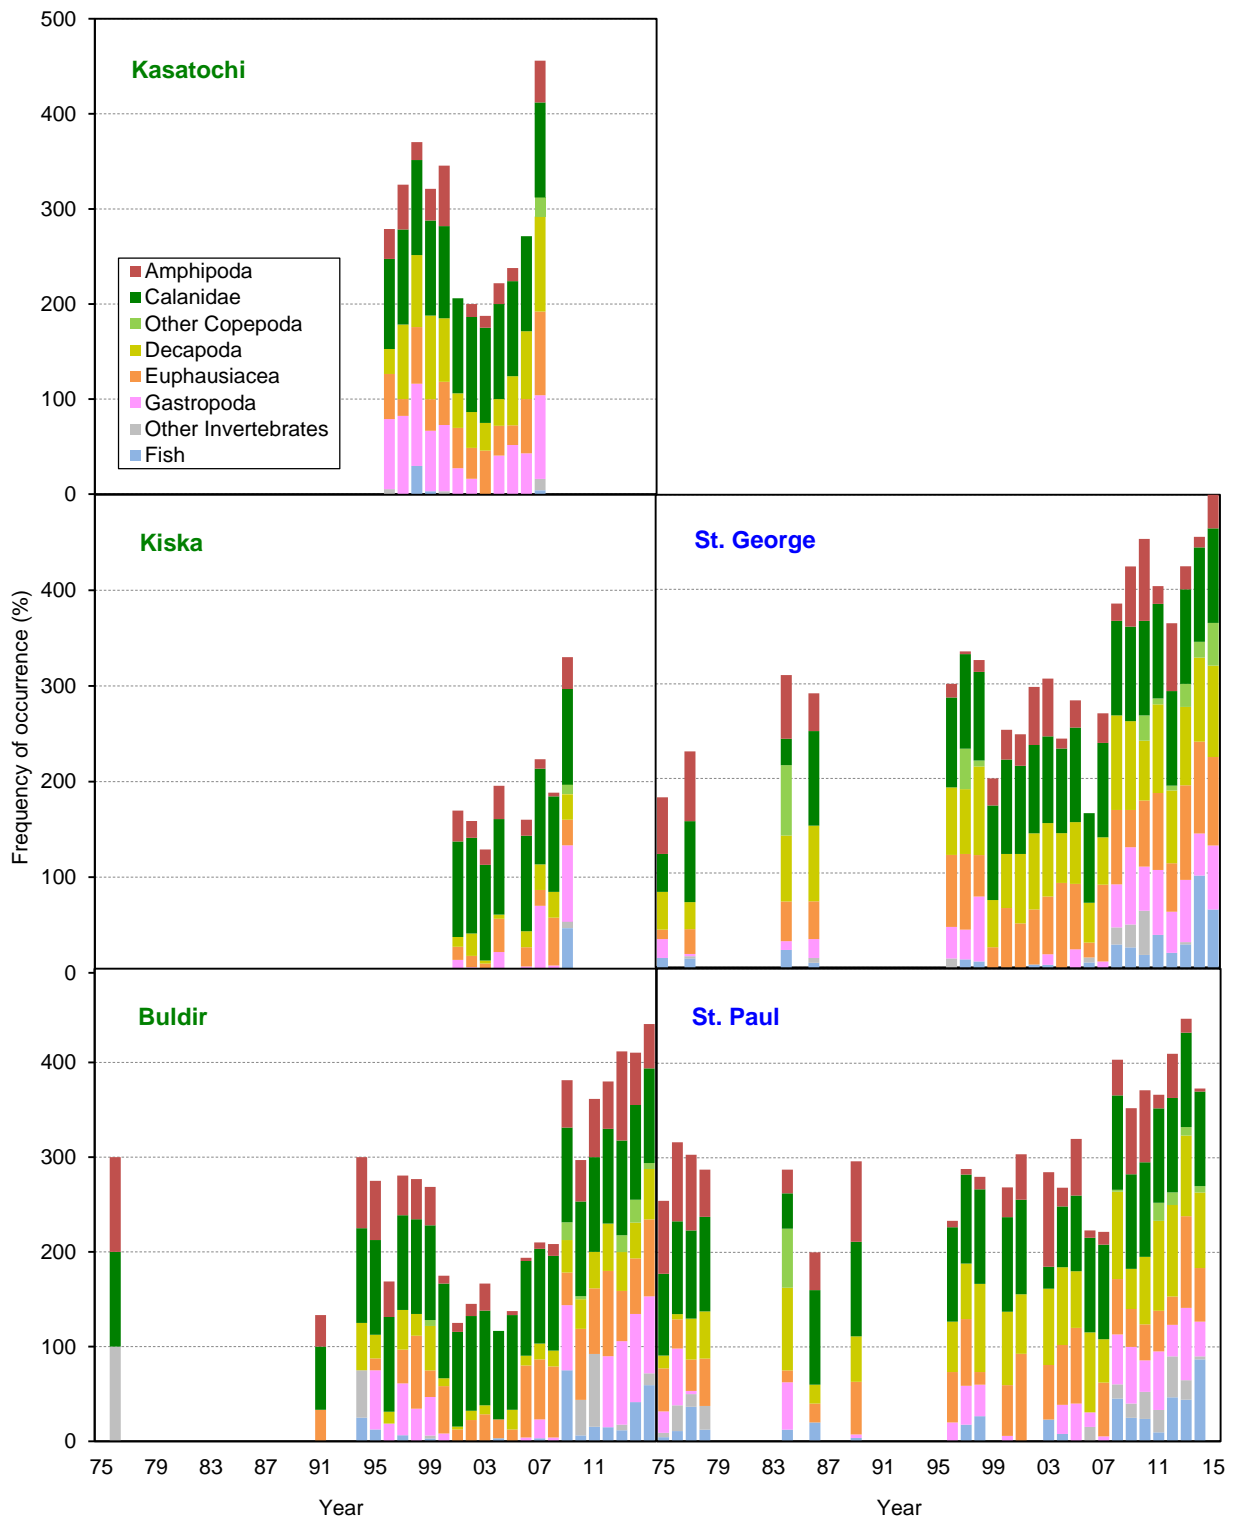 500
400
300
200
100
0
Kasatochi
Amphipoda
Calanidae
Other Copepoda
Decapoda
Euphausiacea
Gastropoda
Other Invertebrates
Fish
Frequency of occurrence (%)
400
300
200
100
0
Kiska
St. George
400
300
200
100
0
Buldir
St. Paul
75 79 83 87 91 95 99 03 07 11 75 79 83 87 91 95 99 03 07 11 15
Year Year